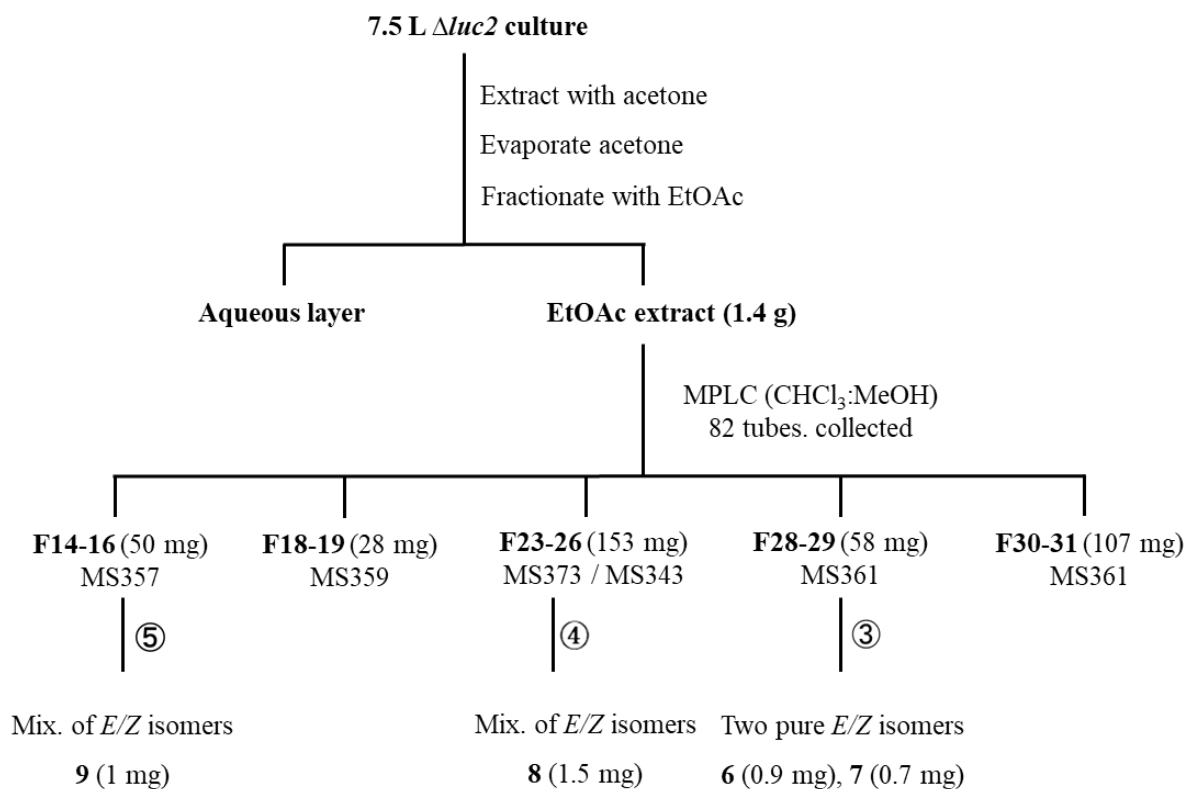 7.5 L Δluc2 culture
Extract with acetone
Evaporate acetone
Fractionate with EtOAc
Aqueous layer
EtOAc extract (1.4 g)
MPLC (CHCl₃:MeOH)
82 tubes. collected
F14-16 (50 mg)
MS357
F18-19 (28 mg)
MS359
F23-26 (153 mg)
MS373 / MS343
F28-29 (58 mg)
MS361
F30-31 (107 mg)
MS361
⑤
④
③
Mix. of E/Z isomers
9 (1 mg)
Mix. of E/Z isomers
8 (1.5 mg)
Two pure E/Z isomers
6 (0.9 mg), 7 (0.7 mg)